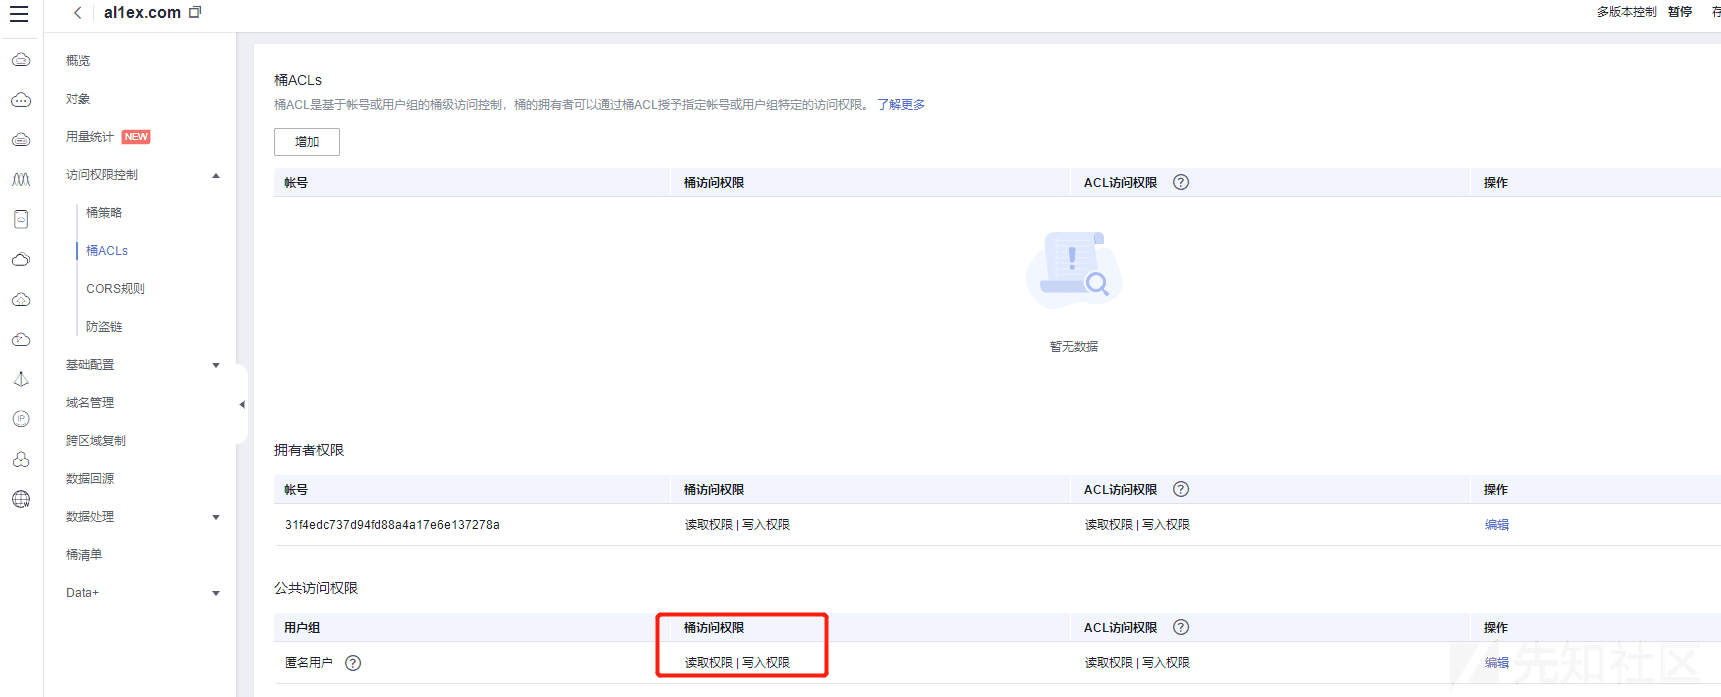 al1ex.com
多版本控制 暂停 存
概览
对象
用量统计 NEW
访问权限控制
桶策略
桶ACLs
CORS规则
防盗链
基础配置
域名管理
跨区域复制
数据回源
数据处理
桶清单
Data+
桶ACLs
桶ACL是基于帐号或用户组的桶级访问控制，桶的拥有者可以通过桶ACL授予指定帐号或用户组特定的访问权限。 了解更多
增加
帐号 桶访问权限 ACL访问权限 ? 操作
暂无数据
拥有者权限
帐号 桶访问权限 ACL访问权限 ? 操作
31f4edc737d94fd88a4a17e6e137278a 读取权限 | 写入权限 读取权限 | 写入权限 编辑
公共访问权限
用户组 桶访问权限 ACL访问权限 ? 操作
匿名用户 ? 读取权限 | 写入权限 读取权限 | 写入权限 编辑
先知社区